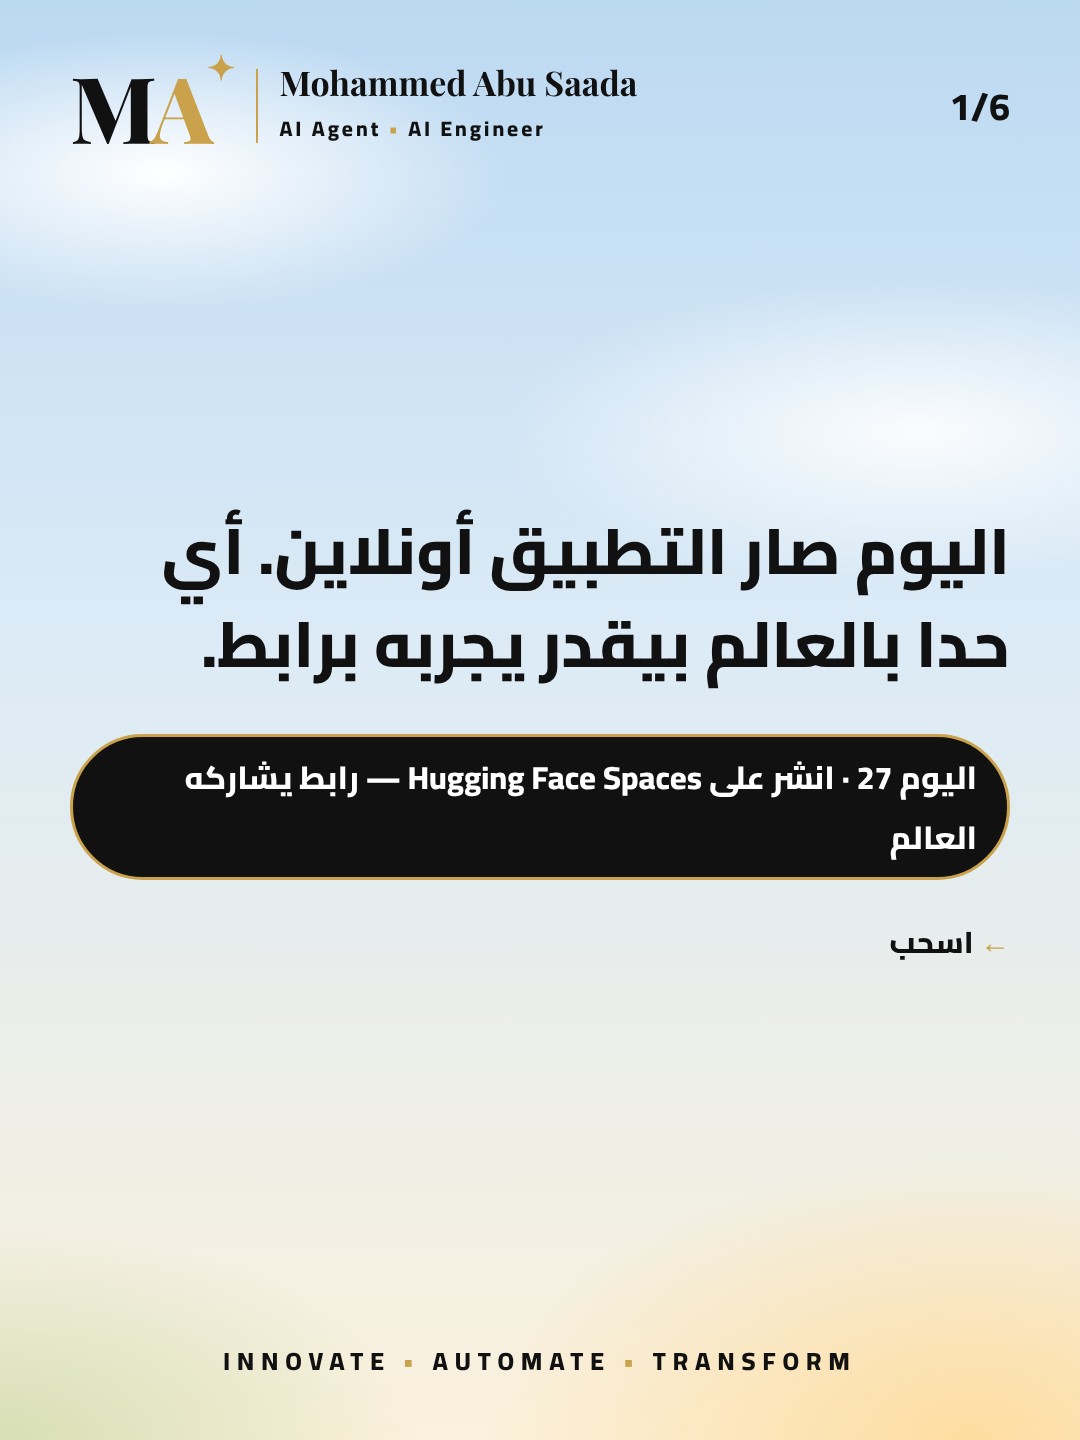 MA
Mohammed Abu Saada
AI Agent ▪ AI Engineer
1/6
اليوم صار التطبيق أونلاين. أي
حدا بالعالم بيقدر يجربه برابط.
اليوم 27 · انشر على Hugging Face Spaces — رابط يشاركه
العالم
← اسحب
INNOVATE ▪ AUTOMATE ▪ TRANSFORM